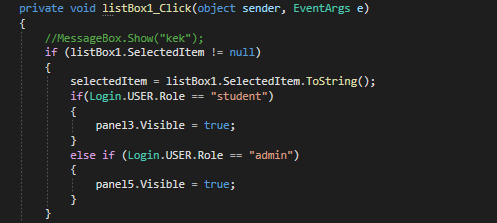 private void listBox1_Click(object sender, EventArgs e)
{
//MessageBox.Show("kek");
if (listBox1.SelectedItem != null)
{
selectedItem = listBox1.SelectedItem.ToString();
if(Login.USER.Role == "student")
{
panel3.Visible = true;
}
else if (Login.USER.Role == "admin")
{
panel5.Visible = true;
}
}